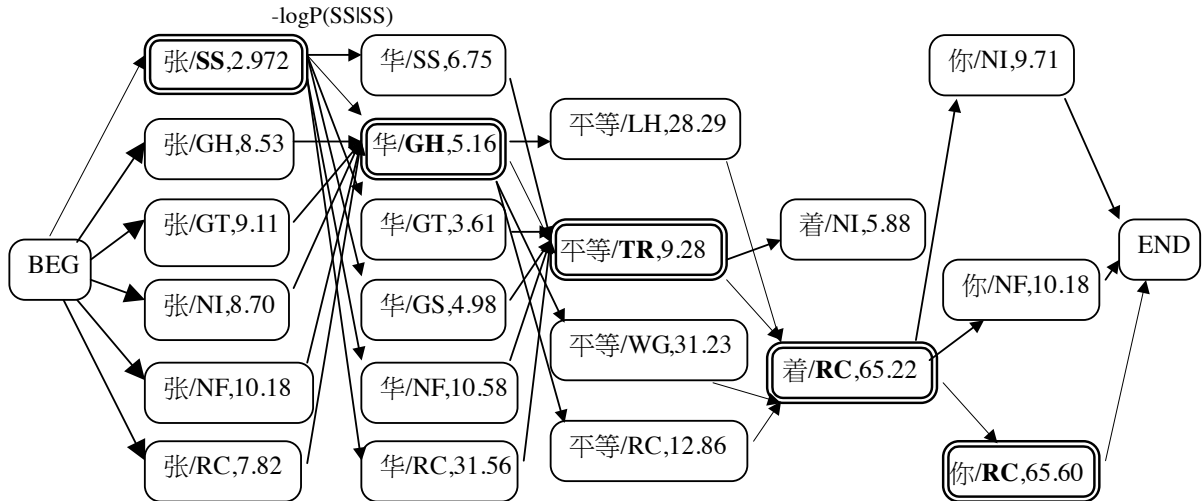 -logP(SS|SS)
BEG
张/SS,2.972
张/GH,8.53
张/GT,9.11
张/NI,8.70
张/NF,10.18
张/RC,7.82
华/SS,6.75
华/GH,5.16
华/GT,3.61
华/GS,4.98
华/NF,10.58
华/RC,31.56
平等/LH,28.29
平等/TR,9.28
平等/WG,31.23
平等/RC,12.86
着/NI,5.88
着/RC,65.22
你/NI,9.71
你/NF,10.18
你/RC,65.60
END